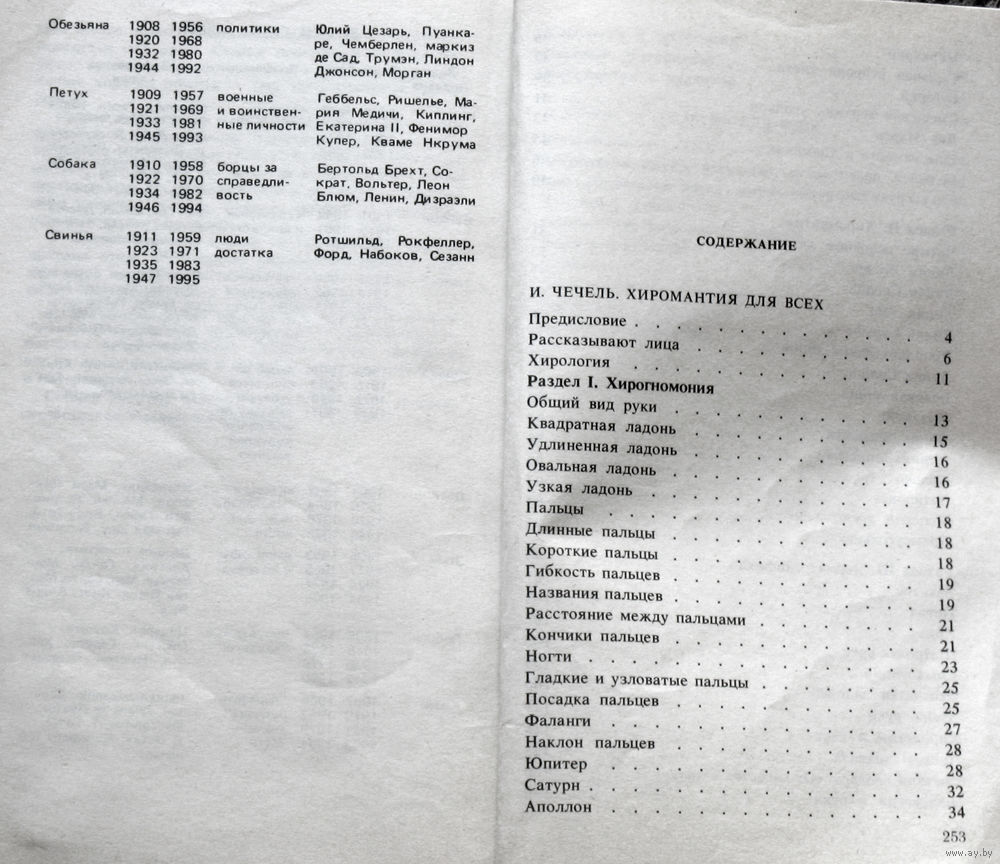 Обезьяна 1908 1956 политики Юлий Цезарь, Пуанка-
1920 1968 ре, Чемберлен, маркиз
1932 1980 де Сад, Трумэн, Линдон
1944 1992 Джонсон, Морган
Петух 1909 1957 военные Геббельс, Ришелье, Ма-
1921 1969 и воинствен- рия Медичи, Киплинг,
1933 1981 ные личности Екатерина II, Фенимор
1945 1993 Купер, Кваме Нкрума
Собака 1910 1958 борцы за Бертольд Брехт, Со-
1922 1970 справедли- крат, Вольтер, Леон
1934 1982 вость Блюм, Ленин, Дизраэли
1946 1994
Свинья 1911 1959 люди Ротшильд, Рокфеллер,
1923 1971 достатка Форд, Набоков, Сезанн
1935 1983
1947 1995
СОДЕРЖАНИЕ
И. ЧЕЧЕЛЬ. ХИРОМАНТИЯ ДЛЯ ВСЕХ
Предисловие . . . . . . . . . . . . 4
Рассказывают лица . . . . . . . . . . 6
Хирология . . . . . . . . . . . . 11
Раздел I. Хирогномония
Общий вид руки . . . . . . . . . . . 13
Квадратная ладонь . . . . . . . . . . 15
Удлиненная ладонь . . . . . . . . . . 16
Овальная ладонь . . . . . . . . . . . 16
Узкая ладонь . . . . . . . . . . . 17
Пальцы . . . . . . . . . . . . . 18
Длинные пальцы . . . . . . . . . . . 18
Короткие пальцы . . . . . . . . . . . 18
Гибкость пальцев . . . . . . . . . . . 19
Названия пальцев . . . . . . . . . . . 19
Расстояние между пальцами . . . . . . . . 21
Кончики пальцев . . . . . . . . . . . 21
Ногти . . . . . . . . . . . . . 23
Гладкие и узловатые пальцы . . . . . . . . 25
Посадка пальцев . . . . . . . . . . . 25
Фаланги . . . . . . . . . . . . . 27
Наклон пальцев . . . . . . . . . . . 28
Юпитер . . . . . . . . . . . . . 28
Сатурн . . . . . . . . . . . . . 32
Аполлон . . . . . . . . . . . . . 34
253
www.ay.by